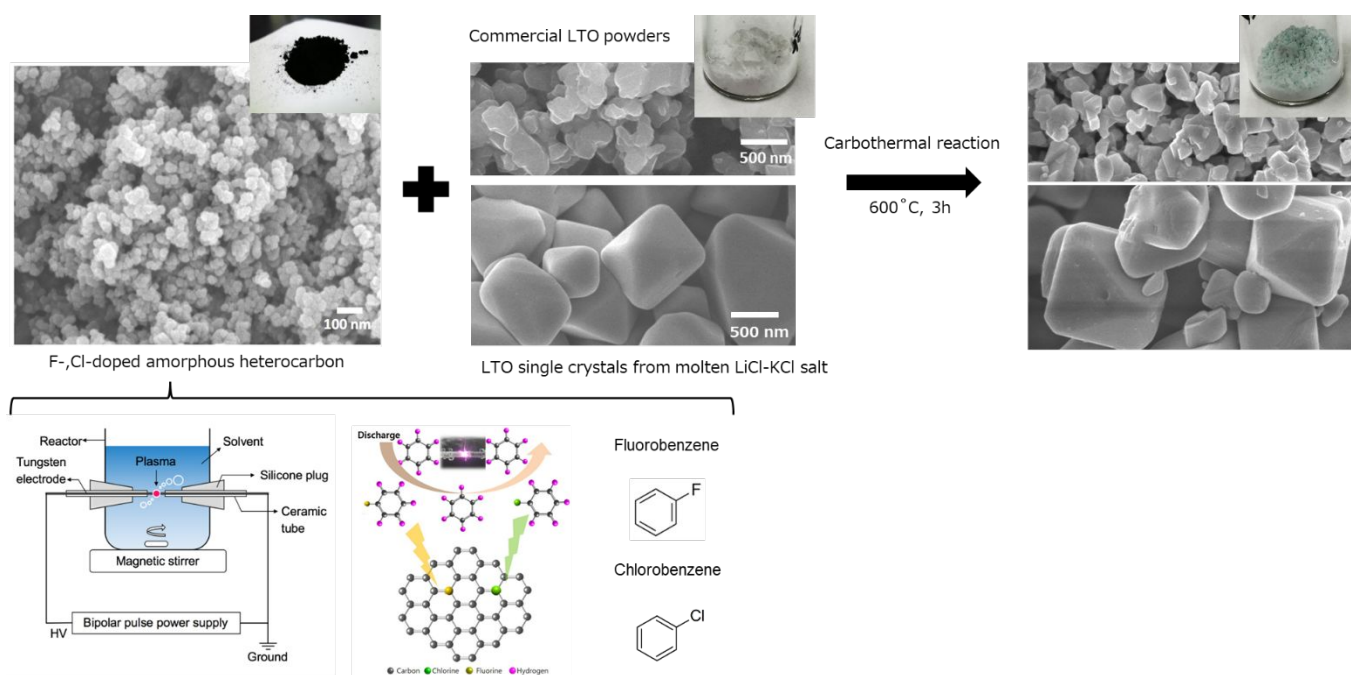 Commercial LTO powders
500 nm
Carbothermal reaction
600˚C, 3h
100 nm
500 nm
F-,Cl-doped amorphous heterocarbon
LTO single crystals from molten LiCl-KCl salt
Reactor
Solvent
Tungsten
electrode
Plasma
Silicone plug
Ceramic
tube
Magnetic stirrer
Bipolar pulse power supply
HV
Ground
Discharge
Carbon
Chlorine
Fluorine
Hydrogen
Fluorobenzene
F
Chlorobenzene
Cl